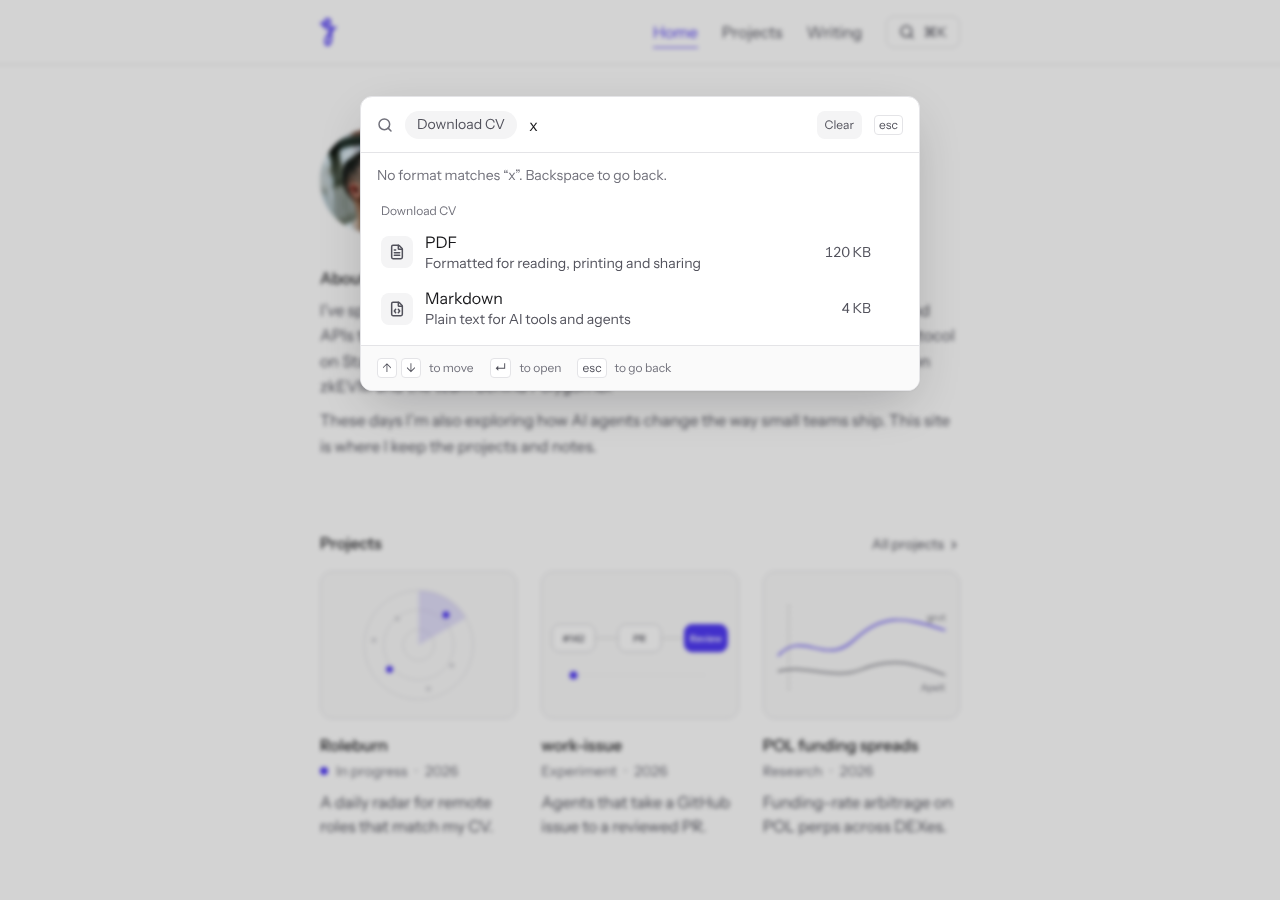 Home
Projects
Writing
⌘K
Download CV
x
Clear
esc
No format matches “x”. Backspace to go back.
Download CV
PDF
Formatted for reading, printing and sharing
120 KB
Markdown
Plain text for AI tools and agents
4 KB
to move
to open
esc
to go back
These days I'm also exploring how AI agents change the way small teams ship. This site
is where I keep the projects and notes.
Projects
All projects
PR
Review
Roleburn
In progress · 2026
A daily radar for remote
roles that match my CV.
work-issue
Experiment · 2026
Agents that take a GitHub
issue to a reviewed PR.
POL funding spreads
Research · 2026
Funding-rate arbitrage on
POL perps across DEXes.